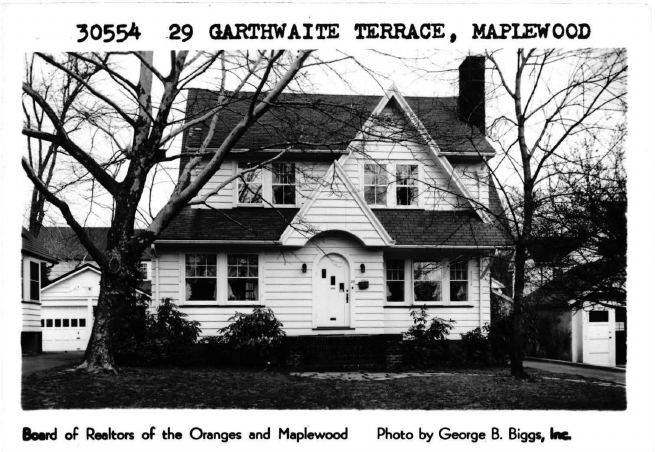 30554 29 GARTHWAITE TERRACE, MAPLEWOOD
Board of Realtors of the Oranges and Maplewood Photo by George B. Biggs, Inc.